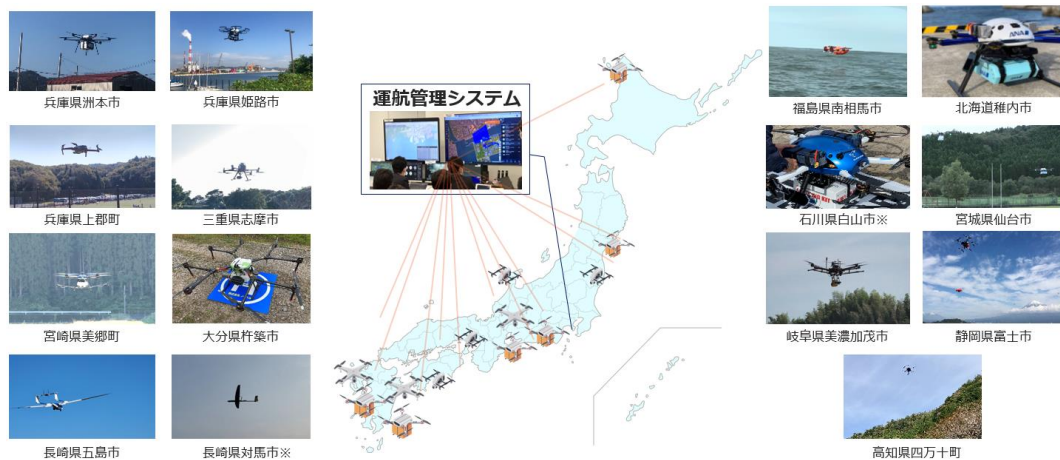 兵庫県洲本市
兵庫県姫路市
兵庫県上郡町
三重県志摩市
宮崎県美郷町
大分県杵築市
長崎県五島市
長崎県対馬市※
運航管理システム
福島県南相馬市
北海道稚内市
ANA
石川県白山市※
宮城県仙台市
岐阜県美濃加茂市
静岡県富士市
高知県四万十町